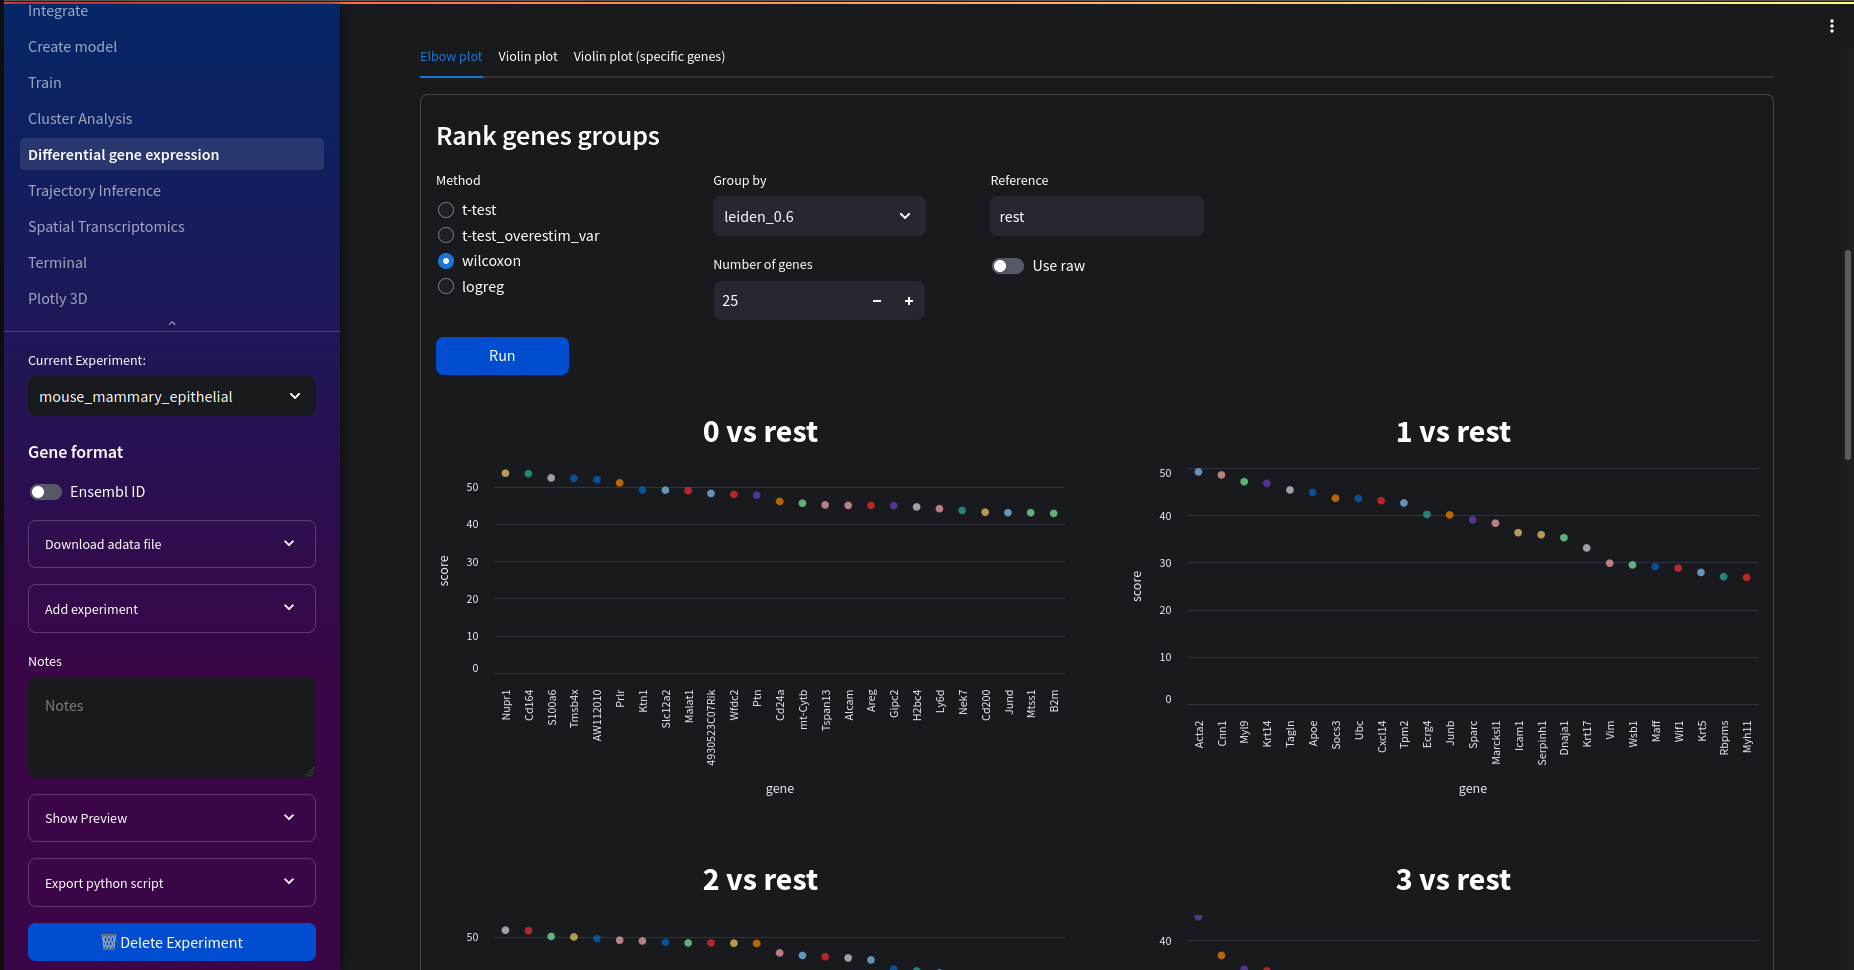 Integrate
Create model
Train
Cluster Analysis
Differential gene expression
Trajectory Inference
Spatial Transcriptomics
Terminal
Plotly 3D
Current Experiment:
mouse_mammary_epithelial
Gene format
Ensembl ID
Download adata file
Add experiment
Notes
Notes
Show Preview
Export python script
Delete Experiment
Elbow plot Violin plot Violin plot (specific genes)
Rank genes groups
Method
t-test
t-test_overestim_var
wilcoxon
logreg
Group by
leiden_0.6
Number of genes
25
Reference
rest
Use raw
Run
0 vs rest
score
50
40
30
20
10
0
Nupr1
Cd164
S100a6
Tmsb4x
AW112010
Prlr
Ktn1
Slc12a2
Malat1
4930523C07Rik
Wfdc2
Ptn
Cd24a
mt-Cytb
Tspan13
Alcam
Areg
Gipc2
H2bc4
Ly6d
Nek7
Cd200
Jund
Mtss1
B2m
gene
1 vs rest
score
50
40
30
20
10
0
Acta2
Cnn1
Myl9
Krt14
Tagln
Apoe
Socs3
Ubc
Cxcl14
Tpm2
Ecrg4
Junb
Sparc
Marcksl1
Icam1
Serpinh1
Dnaja1
Krt17
Vim
Wsb1
Maff
Wif1
Krt5
Rbpms
Myh11
gene
2 vs rest
50
3 vs rest
40